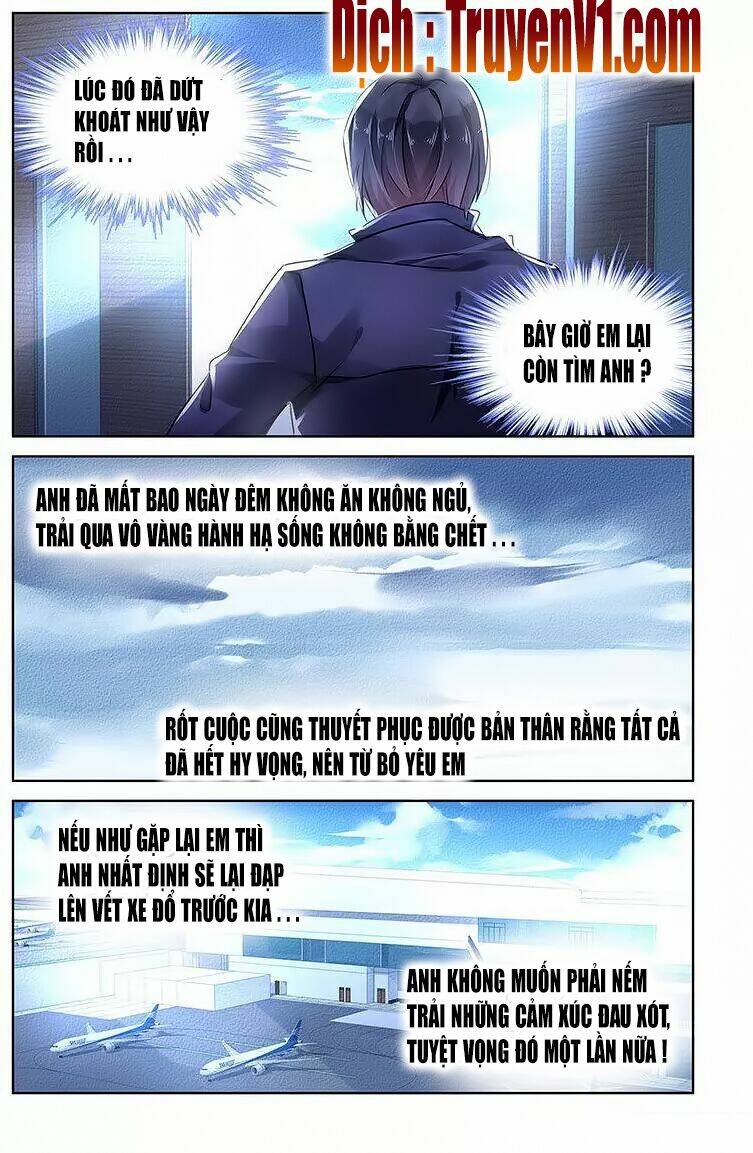 Dịch : TruyenV1.com
LÚC ĐÓ ĐÃ DỨT
KHOÁT NHƯ VẬY
RỒI . . .
BÂY GIỜ EM LẠI
CÒN TÌM ANH ?
ANH ĐÃ MẤT BAO NGÀY ĐÊM KHÔNG ĂN KHÔNG NGỦ,
TRẢI QUA VÔ VÀNG HÀNH HẠ SỐNG KHÔNG BẰNG CHẾT . . .
RỐT CUỘC CŨNG THUYẾT PHỤC ĐƯỢC BẢN THÂN RẰNG TẤT CẢ
ĐÃ HẾT HY VỌNG, NÊN TỪ BỎ YÊU EM
NẾU NHƯ GẶP LẠI EM THÌ
ANH NHẤT ĐỊNH SẼ LẠI ĐẠP
LÊN VẾT XE ĐỔ TRƯỚC KIA . . .
ANH KHÔNG MUỐN PHẢI NẾM
TRẢI NHỮNG CẢM XÚC ĐAU XÓT,
TUYỆT VỌNG ĐÓ MỘT LẦN NỮA !